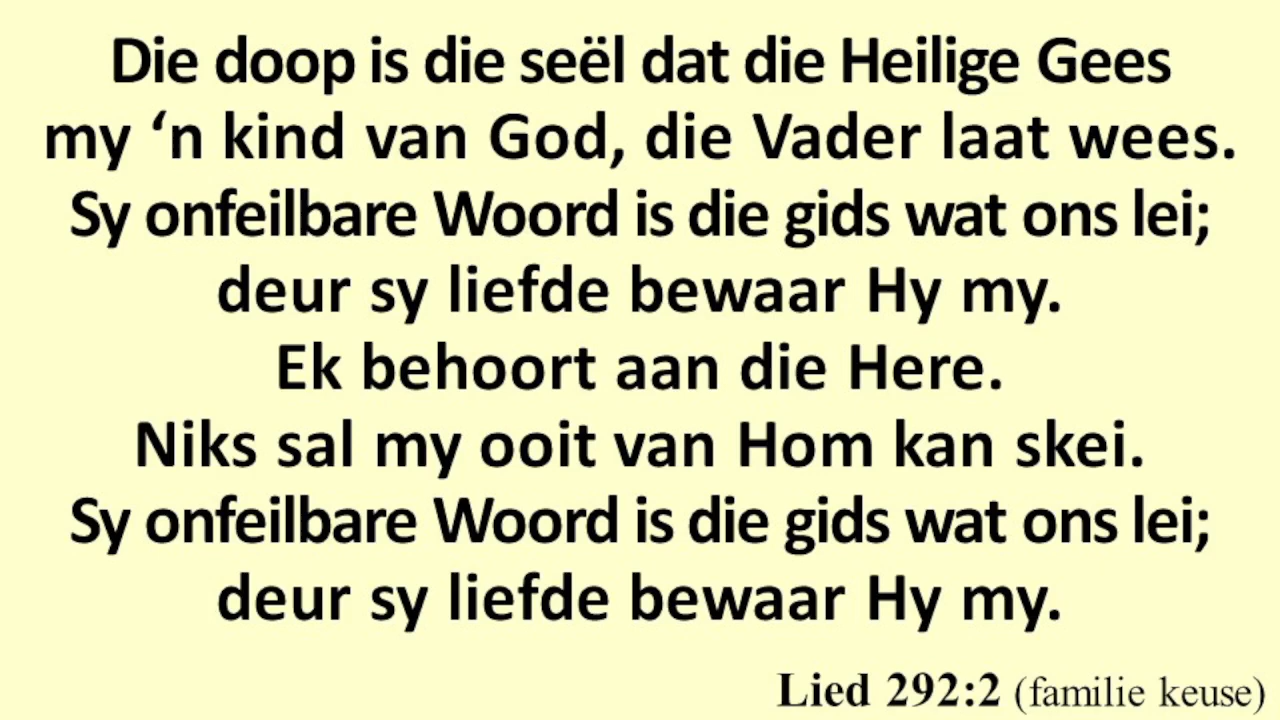 Die doop is die seël dat die Heilige Gees
my ‘n kind van God, die Vader laat wees.
Sy onfeilbare Woord is die gids wat ons lei;
deur sy liefde bewaar Hy my.
Ek behoort aan die Here.
Niks sal my ooit van Hom kan skei.
Sy onfeilbare Woord is die gids wat ons lei;
deur sy liefde bewaar Hy my.
Lied 292:2 (familie keuse)